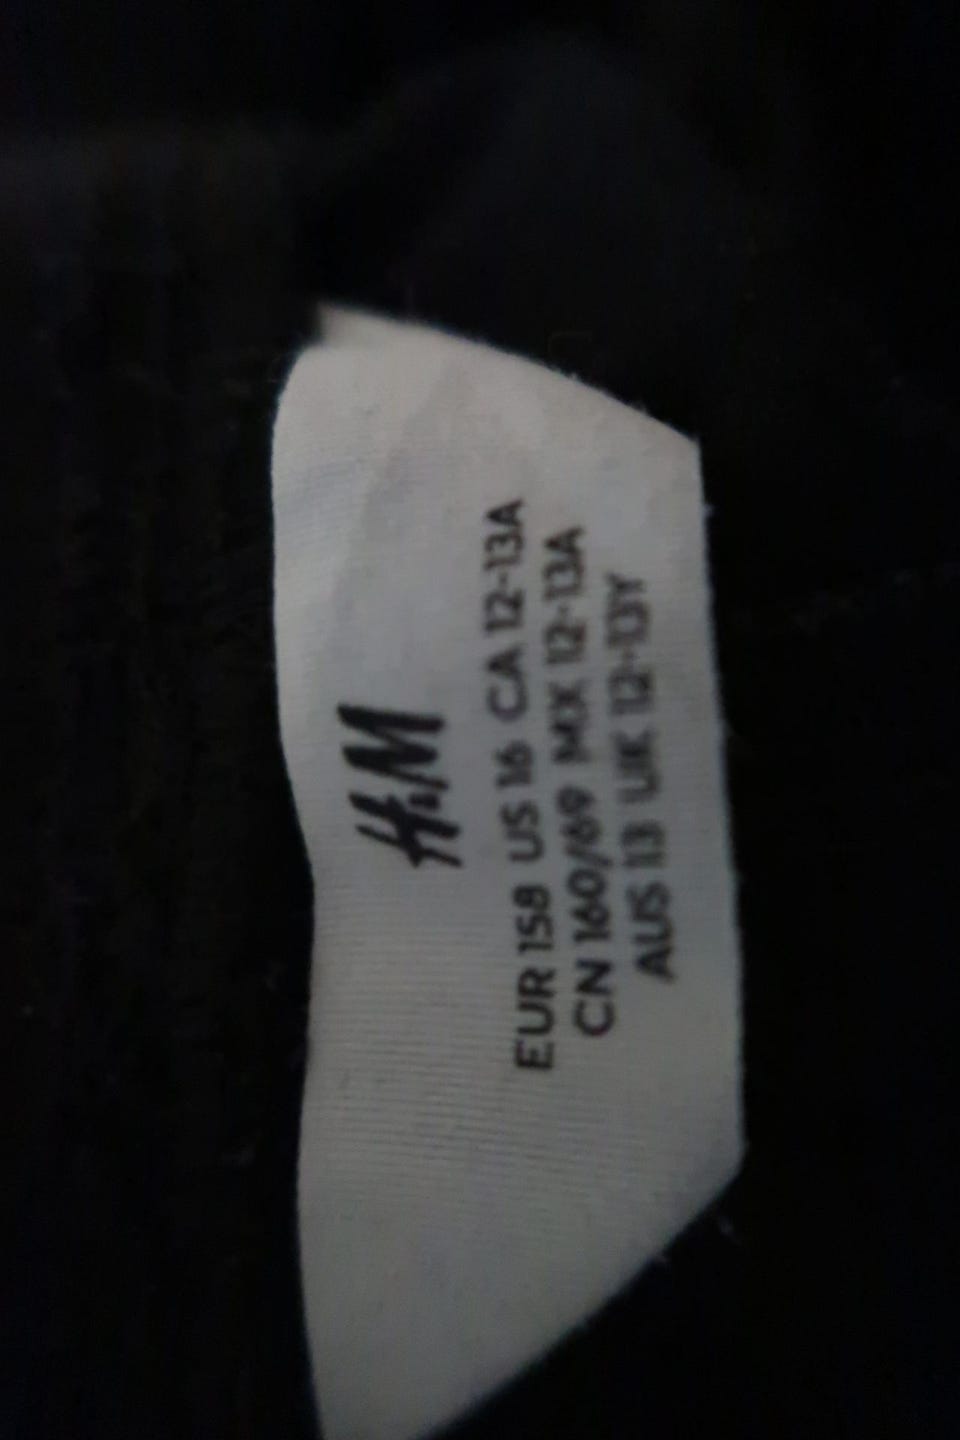 H&M
EUR 158 US 16 CA 12-13A
CN 160/69 MX 12-13A
AUS 13 UK 12-13Y